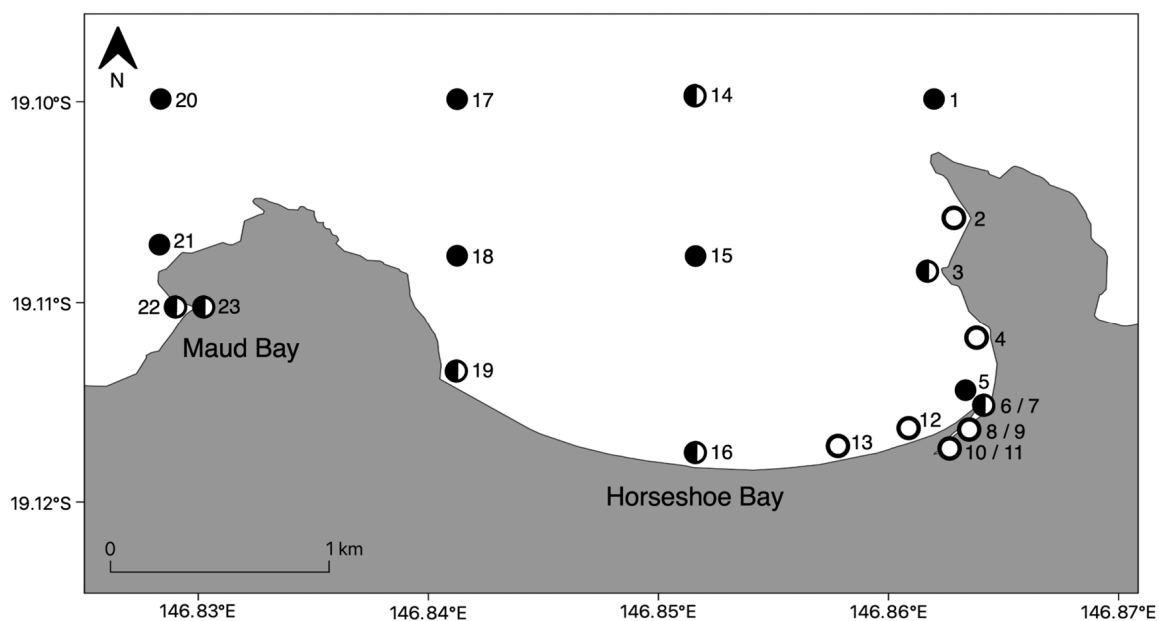 N
19.10°S
20
17
14
1
2
21
18
15
3
19.11°S
22
23
Maud Bay
4
19
5
6 / 7
12
8 / 9
13
10 / 11
16
Horseshoe Bay
19.12°S
0
1 km
146.83°E
146.84°E
146.85°E
146.86°E
146.87°E